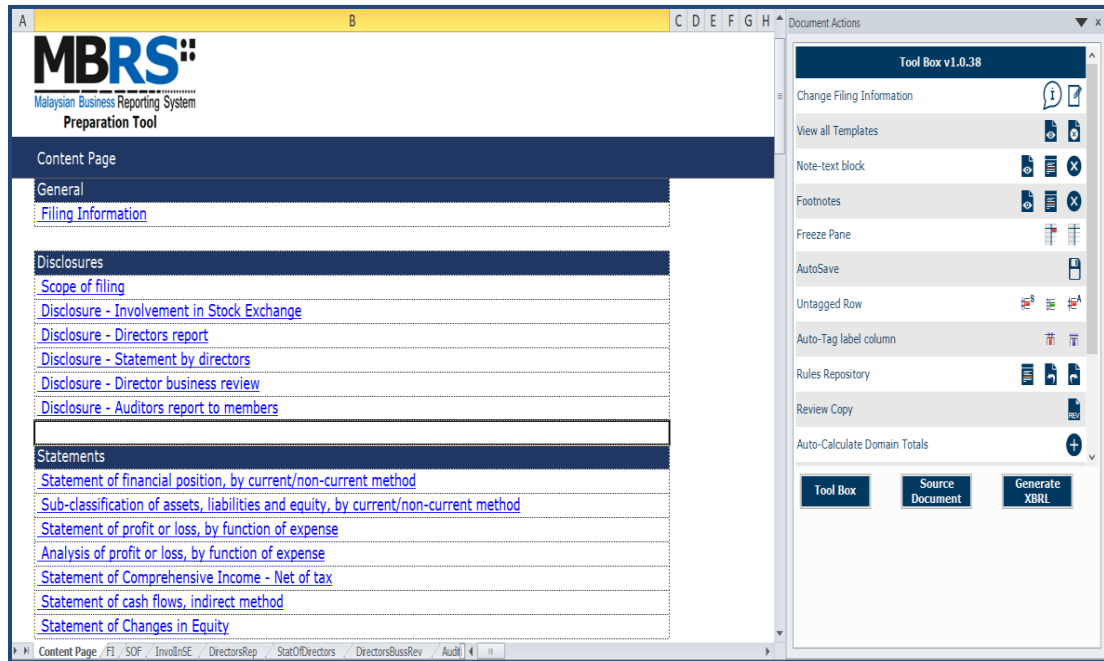 A B C D E F G H
MBRS
Malaysian Business Reporting System
Preparation Tool
Content Page
General
Filing Information
Disclosures
Scope of filing
Disclosure - Involvement in Stock Exchange
Disclosure - Directors report
Disclosure - Statement by directors
Disclosure - Director business review
Disclosure - Auditors report to members
Statements
Statement of financial position, by current/non-current method
Sub-classification of assets, liabilities and equity, by current/non-current method
Statement of profit or loss, by function of expense
Analysis of profit or loss, by function of expense
Statement of Comprehensive Income - Net of tax
Statement of cash flows, indirect method
Statement of Changes in Equity
Content Page FI SOF InvolInSE DirectorsRep StatOfDirectors DirectorsBussRev Audit
Document Actions
Tool Box v1.0.38
Change Filing Information
View all Templates
Note-text block
Footnotes
Freeze Pane
AutoSave
Untagged Row S A
Auto-Tag label column
Rules Repository
Review Copy REV
Auto-Calculate Domain Totals
Tool Box
Source
Document
Generate
XBRL